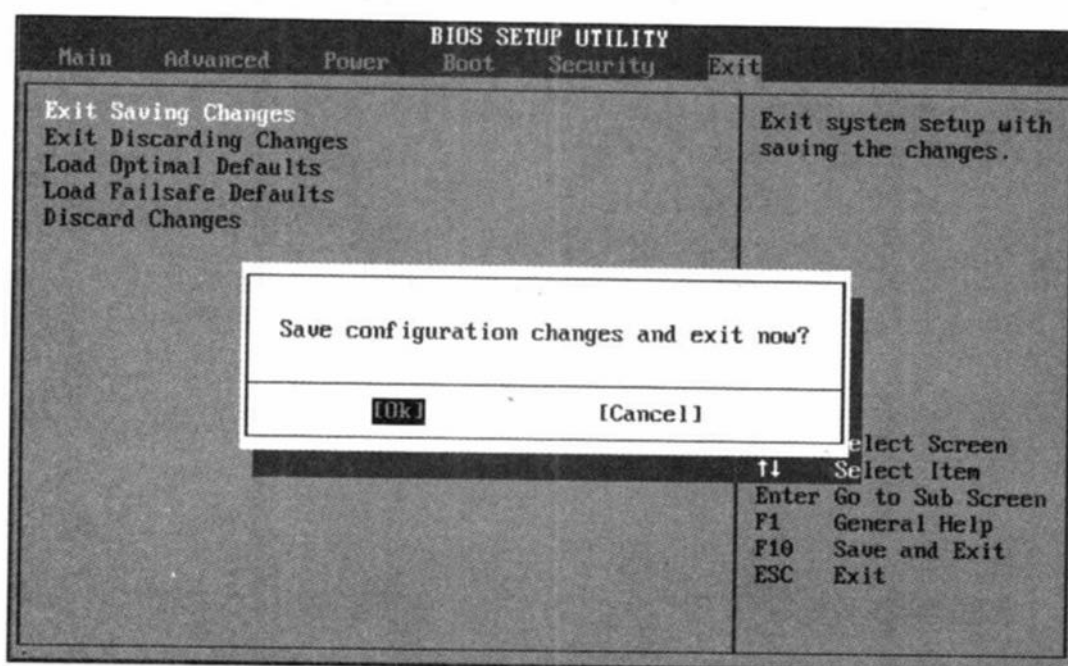 BIOS SETUP UTILITY
Main Advanced Power Boot Security Exit
Exit Saving Changes
Exit Discarding Changes
Load Optimal Defaults
Load Failsafe Defaults
Discard Changes
Exit system setup with
saving the changes.
Save configuration changes and exit now?
[Ok] [Cancel]
elect Screen
↑↓ Select Item
Enter Go to Sub Screen
F1 General Help
F10 Save and Exit
ESC Exit